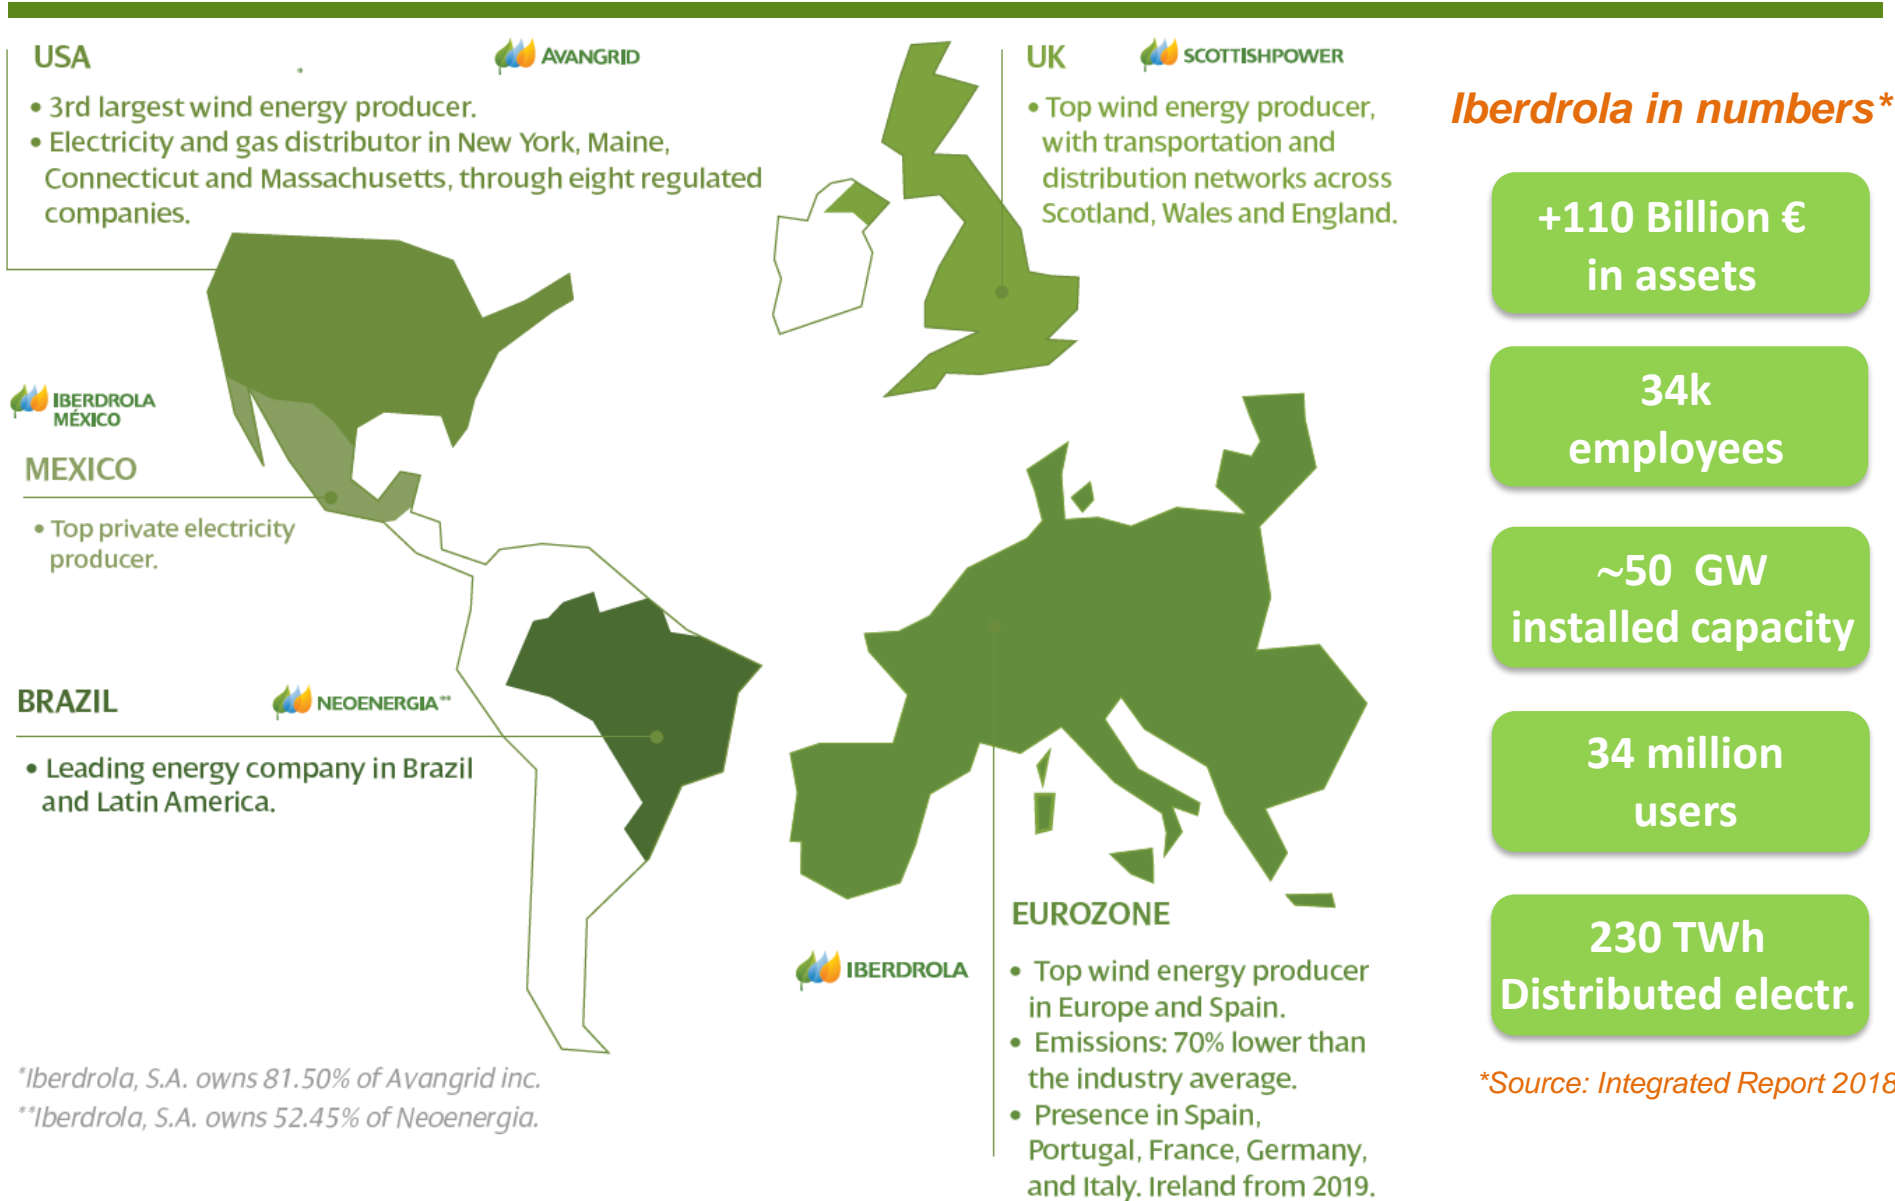 USA
*
AVANGRID
• 3rd largest wind energy producer.
• Electricity and gas distributor in New York, Maine,
Connecticut and Massachusetts, through eight regulated
companies.
UK
SCOTTISHPOWER
• Top wind energy producer,
with transportation and
distribution networks across
Scotland, Wales and England.
IBERDROLA
MÉXICO
MEXICO
• Top private electricity
producer.
BRAZIL
NEOENERGIA**
• Leading energy company in Brazil
and Latin America.
IBERDROLA
EUROZONE
• Top wind energy producer
in Europe and Spain.
• Emissions: 70% lower than
the industry average.
• Presence in Spain,
Portugal, France, Germany,
and Italy. Ireland from 2019.
*Iberdrola, S.A. owns 81.50% of Avangrid inc.
**Iberdrola, S.A. owns 52.45% of Neoenergia.
Iberdrola in numbers*
+110 Billion €
in assets
34k
employees
~50 GW
installed capacity
34 million
users
230 TWh
Distributed electr.
*Source: Integrated Report 2018